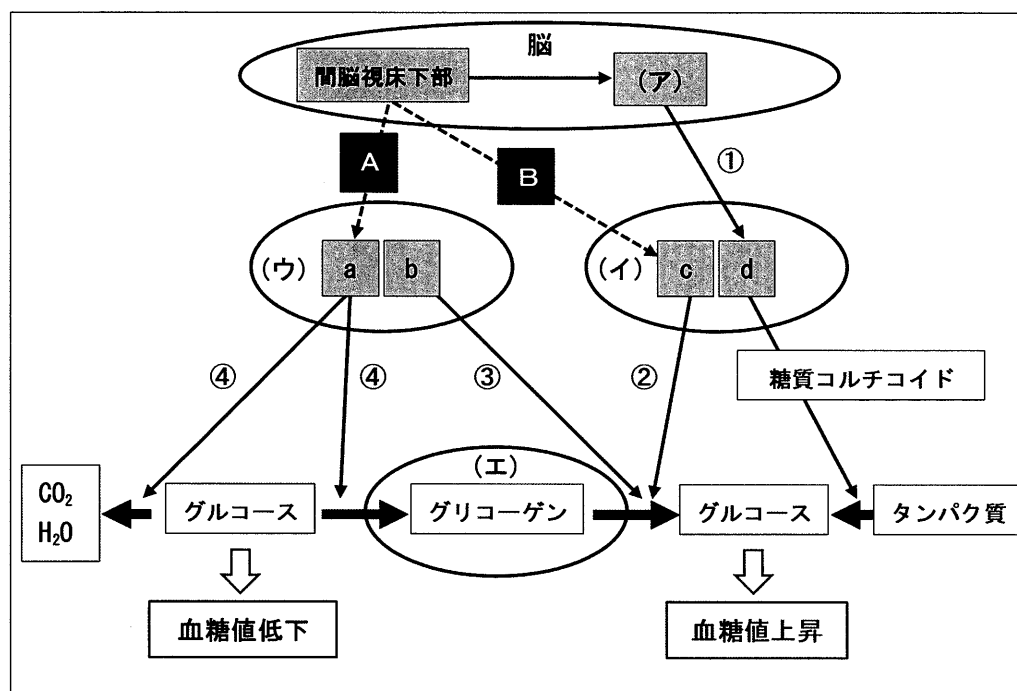 脳
間脳視床下部
(ア)
①
A
B
(ウ)
a
b
(イ)
c
d
④
④
③
②
糖質コルチコイド
(エ)
CO₂
H₂O
グルコース
グリコーゲン
グルコース
タンパク質
血糖値低下
血糖値上昇